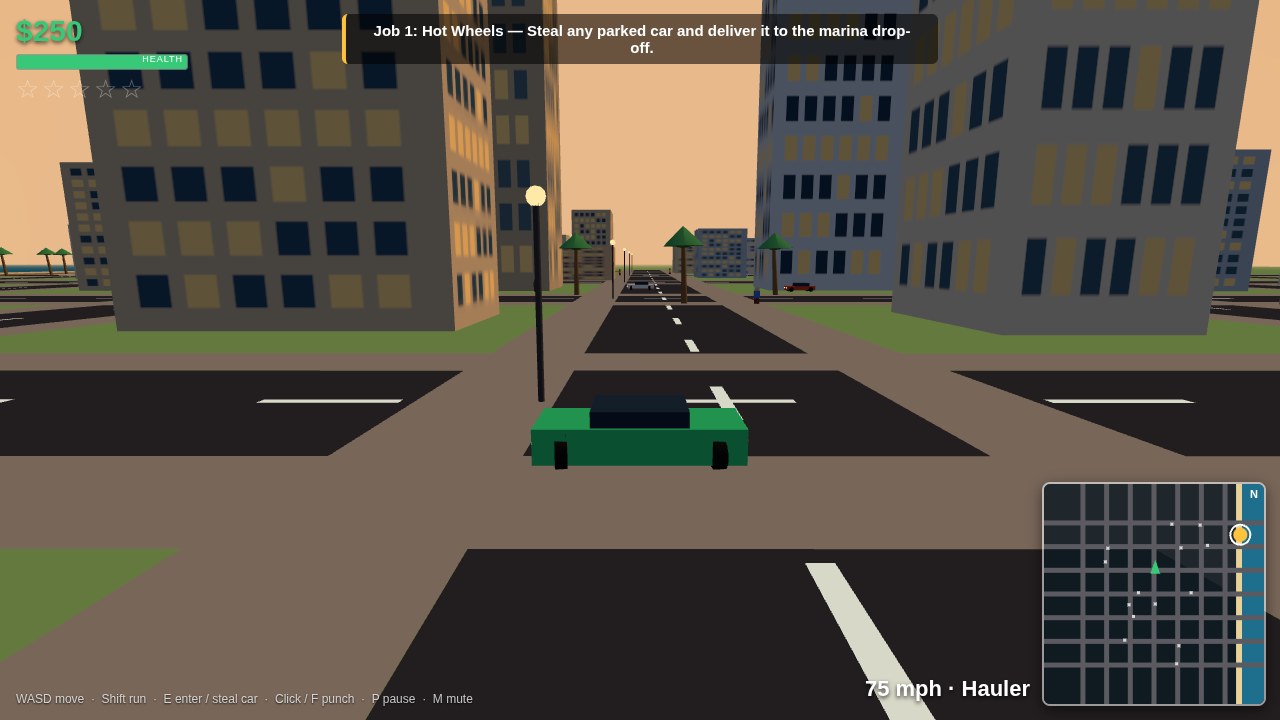 $250
Job 1: Hot Wheels — Steal any parked car and deliver it to the marina drop-
off.
HEALTH
N
75 mph · Hauler
WASD move · Shift run · E enter / steal car · Click / F punch · P pause · M mute